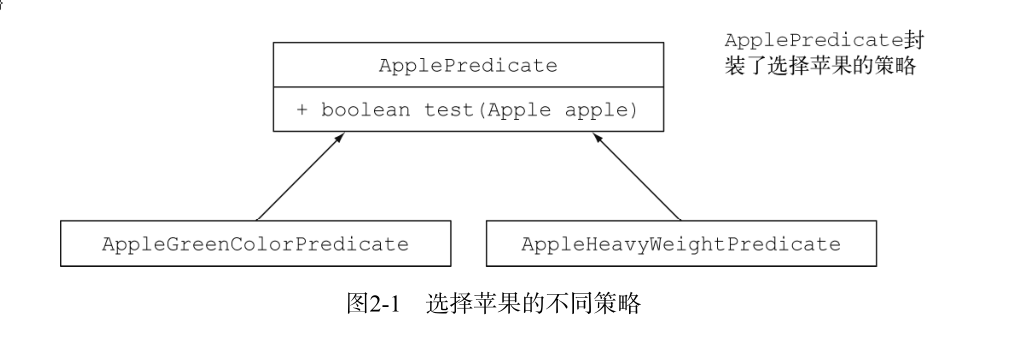 }
ApplePredicate
+ boolean test(Apple apple)
ApplePredicate封
装了选择苹果的策略
AppleGreenColorPredicate
AppleHeavyWeightPredicate
图2-1 选择苹果的不同策略